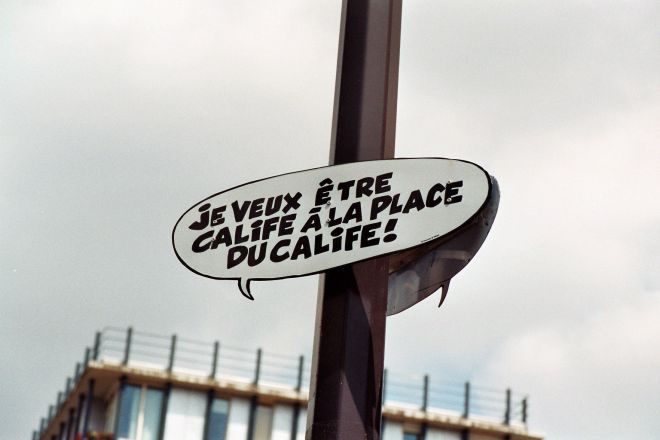 JE VEUX ÊTRE
CALIFE À LA PLACE
DU CALIFE!